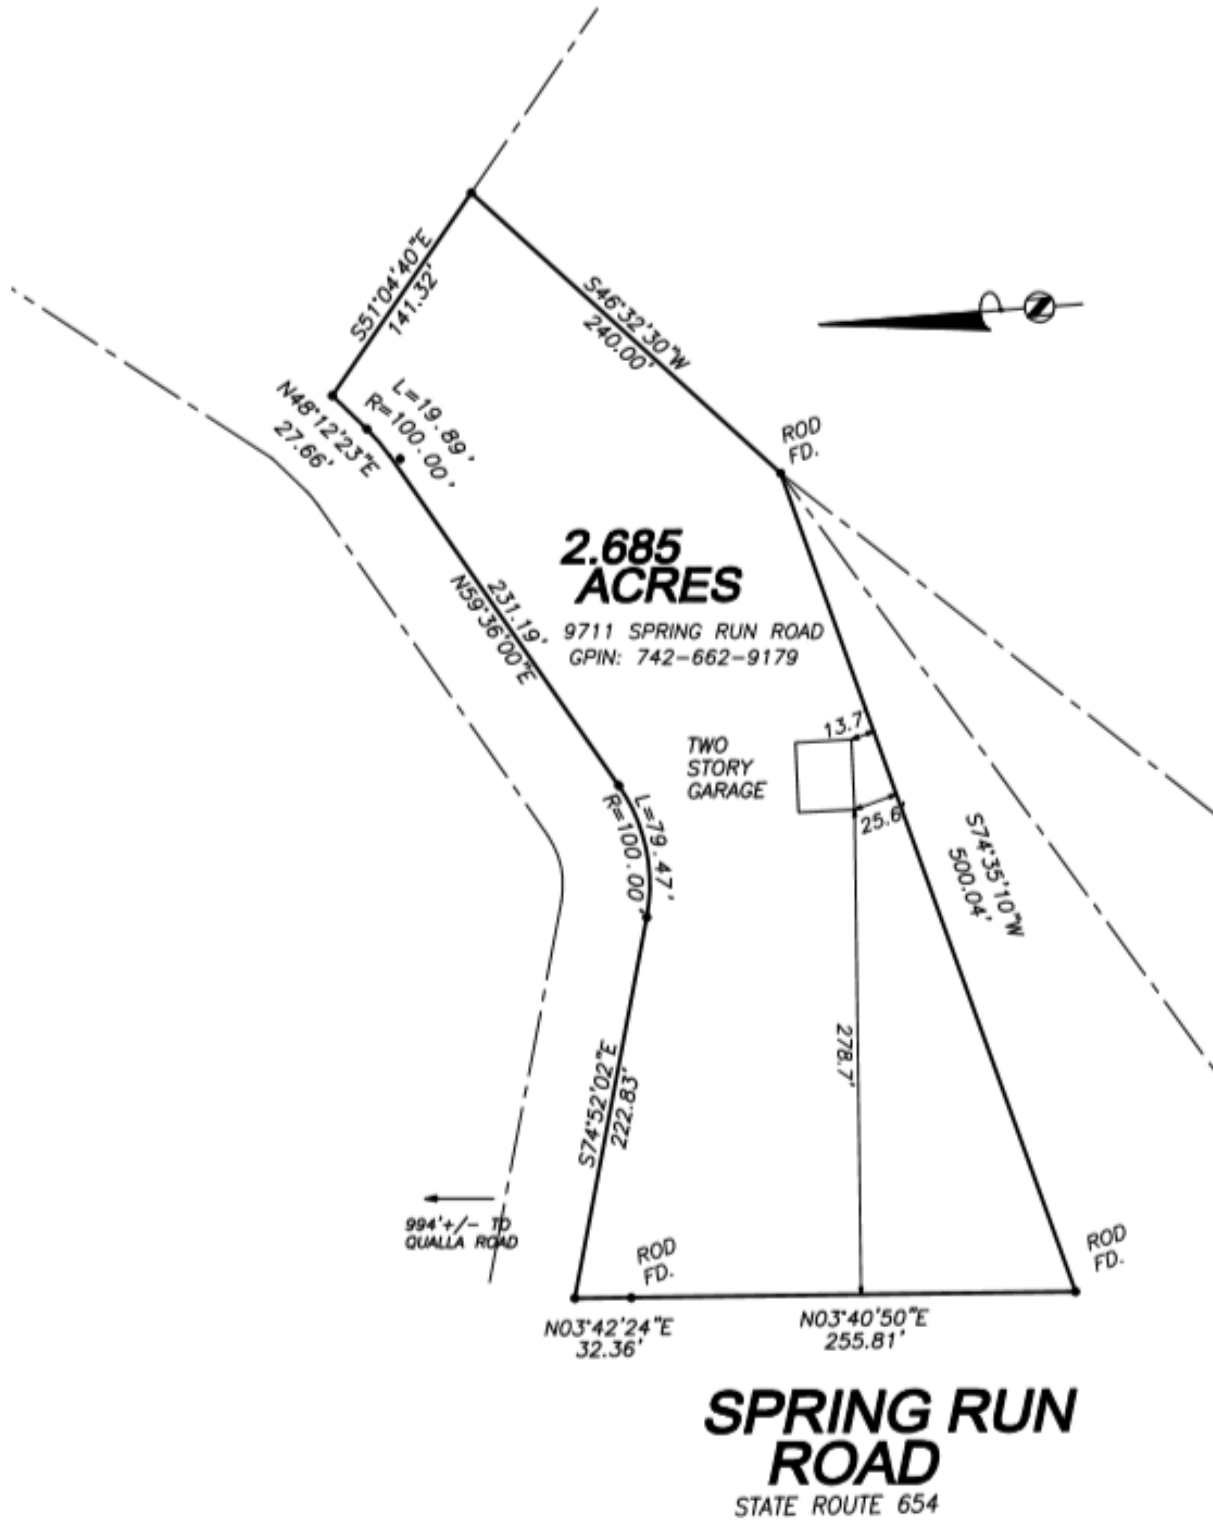 S51°04'40"E
141.32'
S46°32'30"W
240.00'
N
N48°12'23"E
27.66'
L=19.89'
R=100.00'
ROD
FD.
2.685
ACRES
9711 SPRING RUN ROAD
GPIN: 742-662-9179
231.19'
N59°36'00"E
TWO
STORY
GARAGE
13.7'
25.6'
L=79.47'
R=100.00'
S74°35'10"W
500.04'
278.7'
S74°52'02"E
222.83'
994'+/- TO
QUALLA ROAD
ROD
FD.
ROD
FD.
N03°42'24"E
32.36'
N03°40'50"E
255.81'
SPRING RUN
ROAD
STATE ROUTE 654